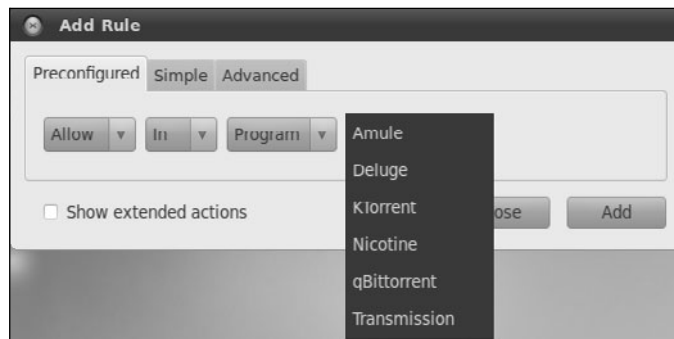 Add Rule
Preconfigured Simple Advanced
Allow In Program
Amule
Deluge
KTorrent
Nicotine
qBittorrent
Transmission
Show extended actions
ose Add